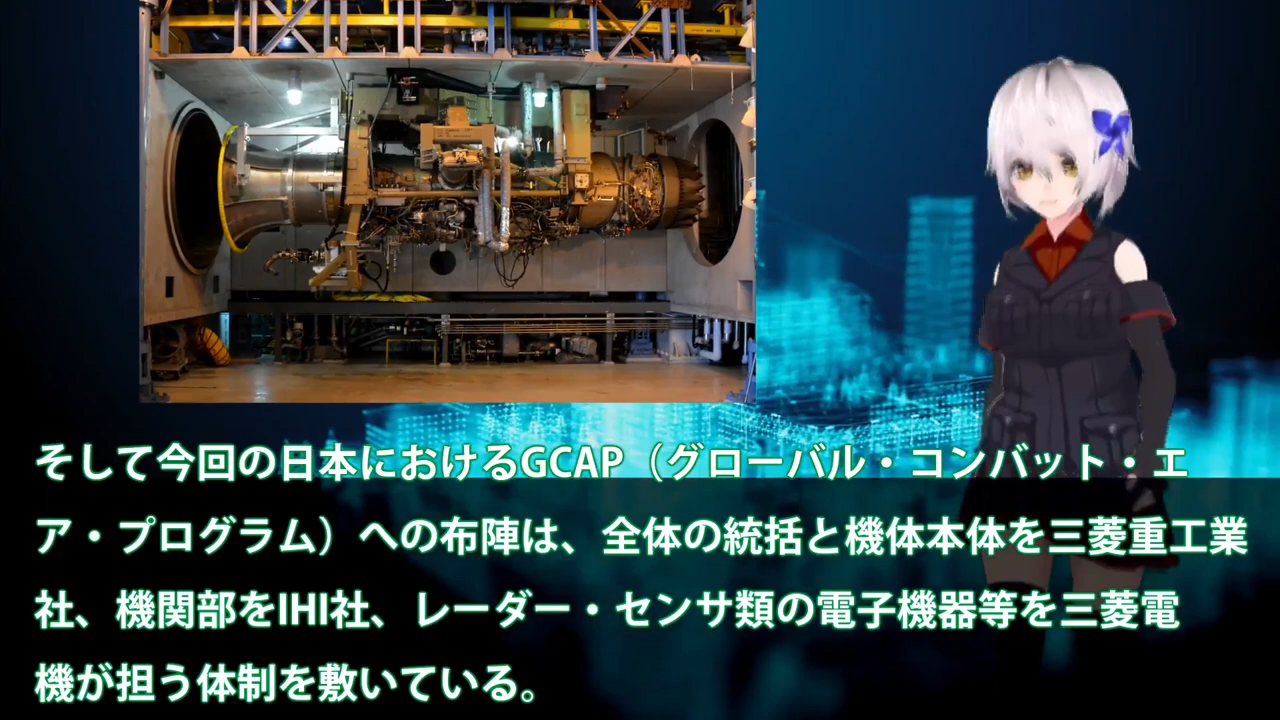 そして今回の日本におけるGCAP（グローバル・コンバット・エ
ア・プログラム）への布陣は、全体の統括と機体本体を三菱重工業
社、機関部をIHI社、レーダー・センサ類の電子機器等を三菱電
機が担う体制を敷いている。